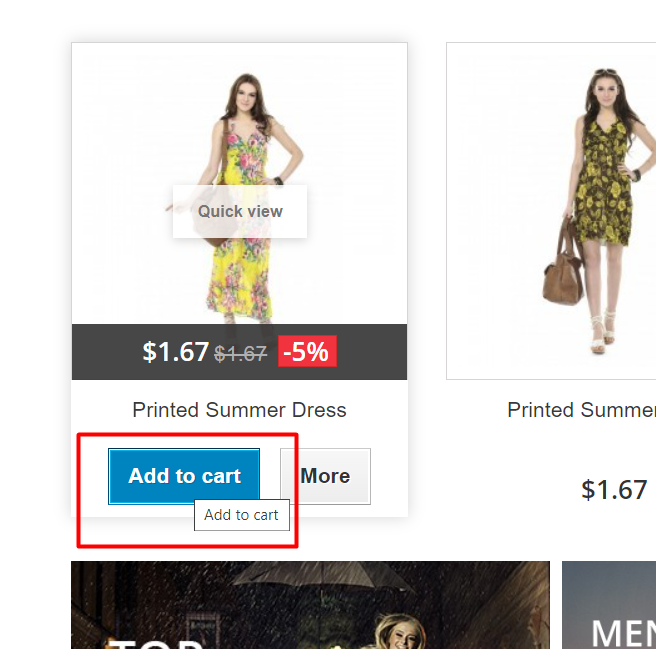 Quick view
$1.67 $1.67 -5%
Printed Summer Dress
Add to cart
More
Add to cart
Printed Summer
$1.67
TOP
MEN